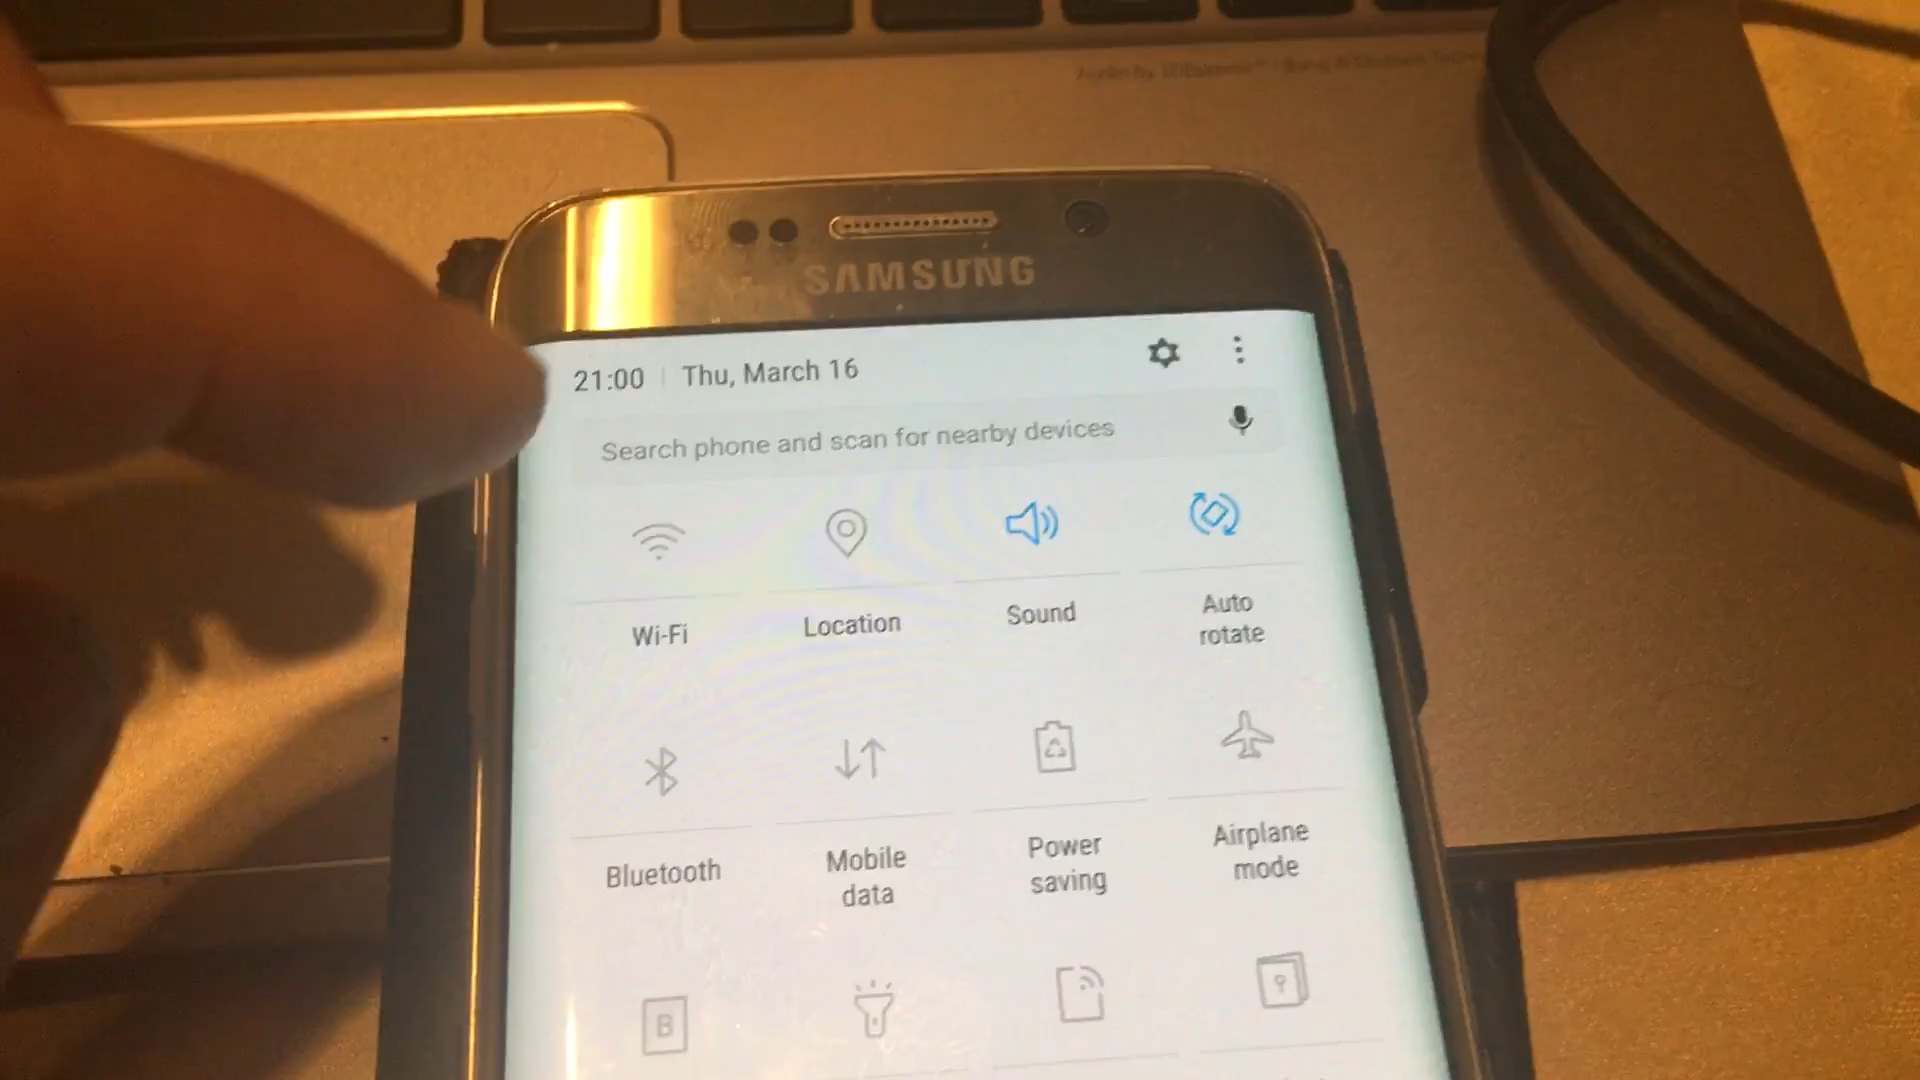 SAMSUNG
21:00 Thu, March 16
Search phone and scan for nearby devices
Wi-Fi
Location
Sound
Auto
rotate
Bluetooth
Mobile
data
Power
saving
Airplane
mode
B